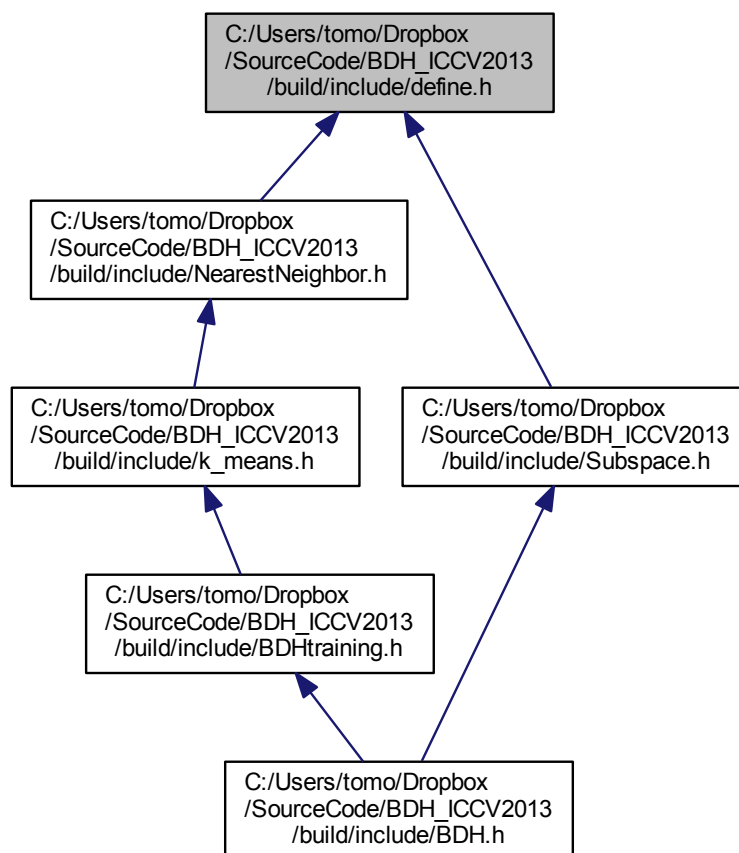 C:/Users/tomo/Dropbox
/SourceCode/BDH_ICCV2013
/build/include/define.h
C:/Users/tomo/Dropbox
/SourceCode/BDH_ICCV2013
/build/include/NearestNeighbor.h
C:/Users/tomo/Dropbox
/SourceCode/BDH_ICCV2013
/build/include/k_means.h
C:/Users/tomo/Dropbox
/SourceCode/BDH_ICCV2013
/build/include/Subspace.h
C:/Users/tomo/Dropbox
/SourceCode/BDH_ICCV2013
/build/include/BDHtraining.h
C:/Users/tomo/Dropbox
/SourceCode/BDH_ICCV2013
/build/include/BDH.h